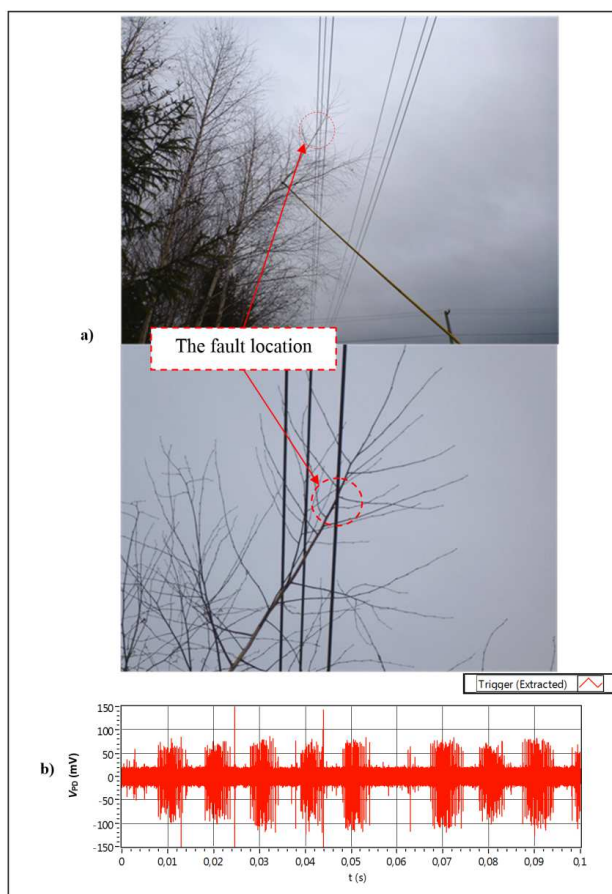 a)
The fault location
Trigger (Extracted)
b)
V_PD (mV)
150
100
50
0
-50
-100
-150
0 0,01 0,02 0,03 0,04 0,05 0,06 0,07 0,08 0,09 0,1
t (s)